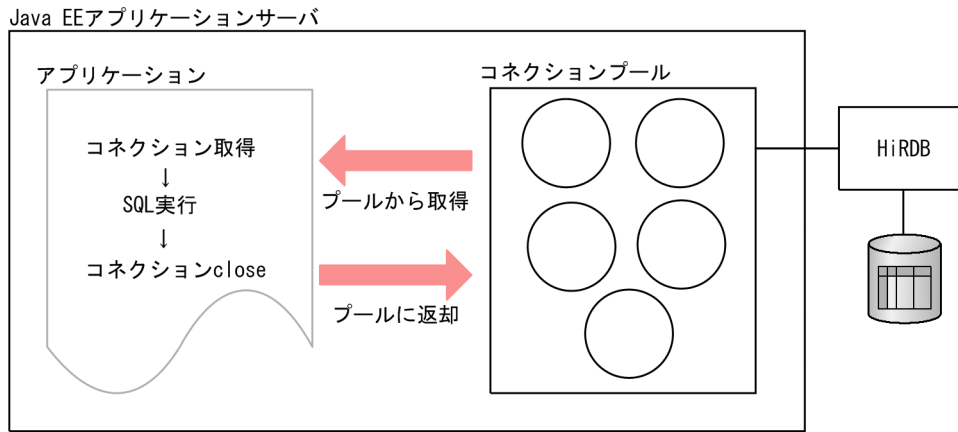 Java EEアプリケーションサーバ
アプリケーション
コネクションプール
コネクション取得
↓
SQL実行
↓
コネクションclose
プールから取得
プールに返却
HiRDB